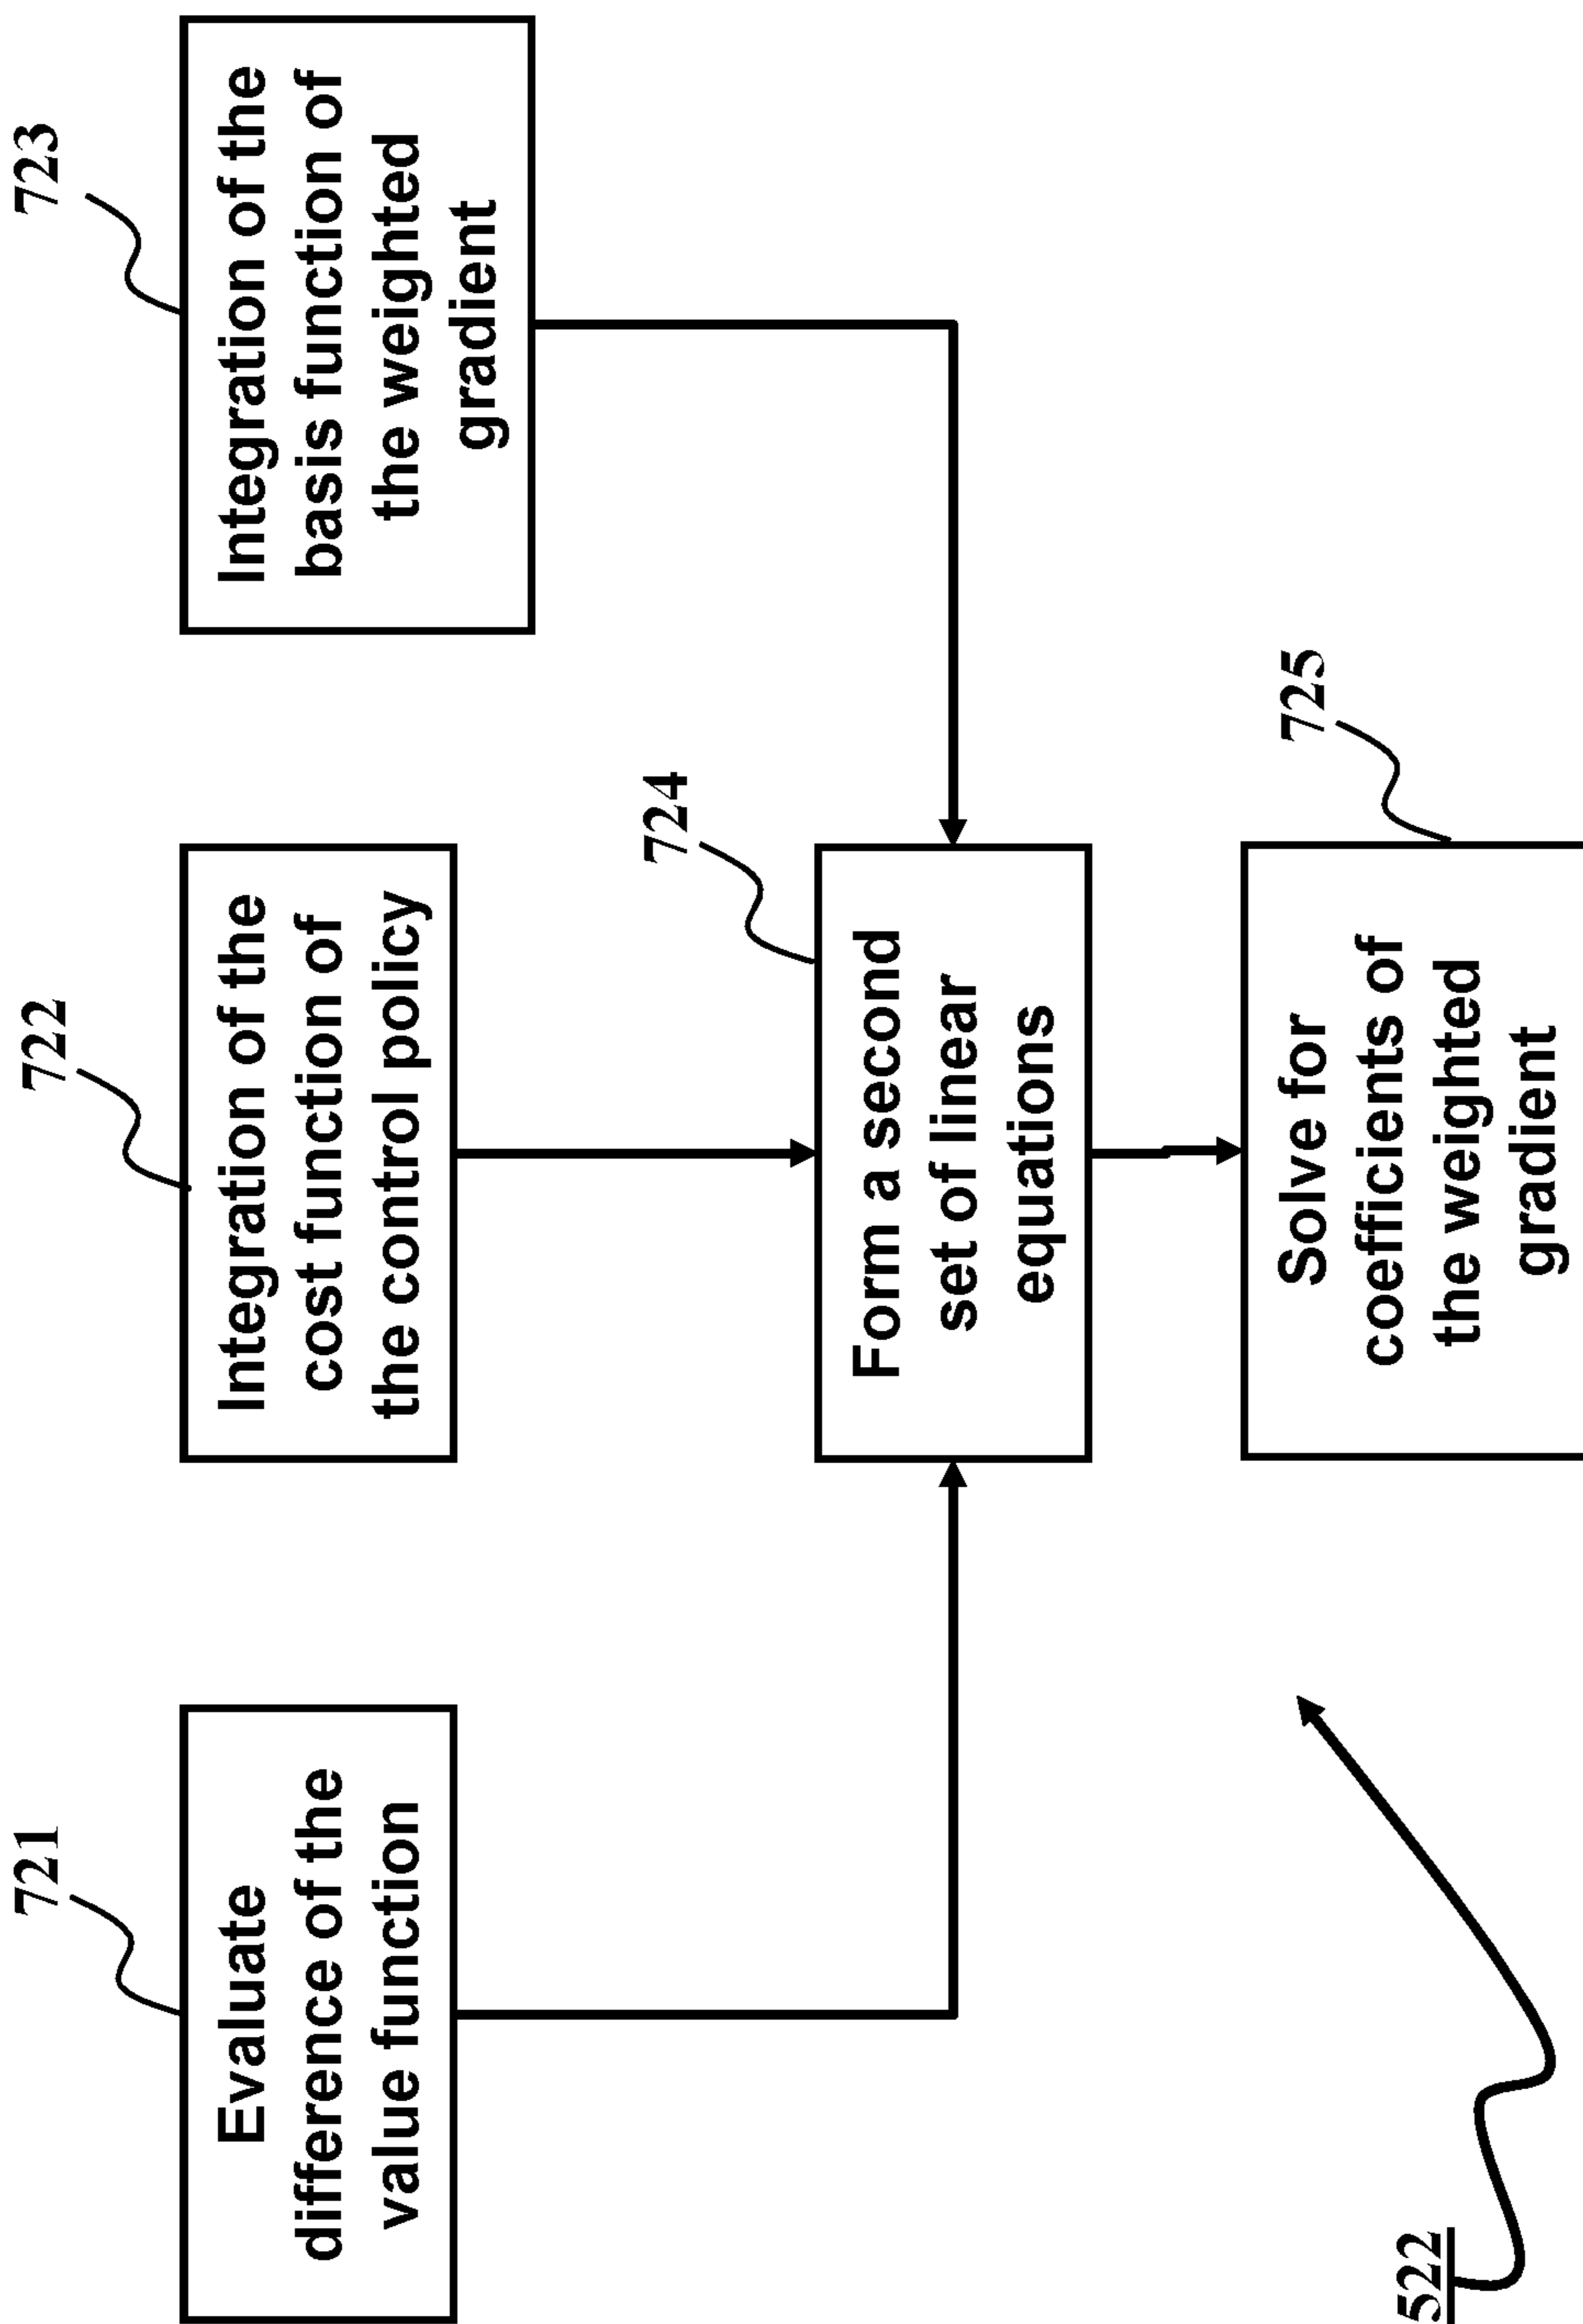 721
Evaluate
difference of the
value function
722
Integration of the
cost function of
the control policy
723
Integration of the
basis function of
the weighted
gradient
724
Form a second
set of linear
equations
725
Solve for
coefficients of
the weighted
gradient
522